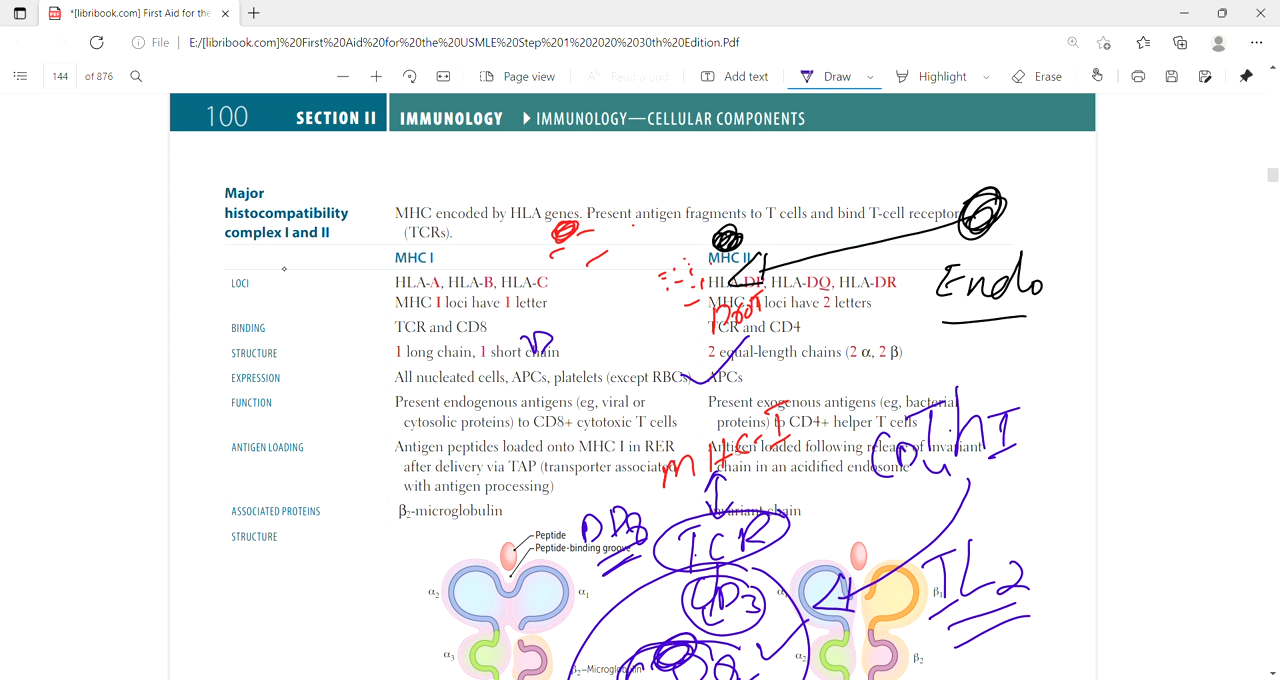 *[libribook.com] First Aid for the
File E:/[libribook.com]%20First%20Aid%20for%20the%20USMLE%20Step%201%202020%2030th%20Edition.Pdf
144 of 876 Page view Read aloud Add text Draw Highlight Erase
100 SECTION II IMMUNOLOGY IMMUNOLOGY—CELLULAR COMPONENTS
Major
histocompatibility
complex I and II
MHC encoded by HLA genes. Present antigen fragments to T cells and bind T-cell receptor
(TCRs).
MHC I MHC II
LOCI HLA-A, HLA-B, HLA-C HLA-DP, HLA-DQ, HLA-DR
MHC I loci have 1 letter MHC II loci have 2 letters
Endo
BINDING TCR and CD8 TCR and CD4
STRUCTURE 1 long chain, 1 short chain 2 equal-length chains (2 α, 2 β)
EXPRESSION All nucleated cells, APCs, platelets (except RBCs) APCs
FUNCTION Present endogenous antigens (eg, viral or Present exogenous antigens (eg, bacterial
cytosolic proteins) to CD8+ cytotoxic T cells proteins) to CD4+ helper T cells
ANTIGEN LOADING Antigen peptides loaded onto MHC I in RER Antigen loaded following release of invariant
after delivery via TAP (transporter associated chain in an acidified endosome
with antigen processing)
MHC-I
ASSOCIATED PROTEINS β2-microglobulin Invariant chain
STRUCTURE
TCR
Peptide
Peptide-binding groove
CD3
IL2
α2 α1 α1 β1
α3 β2–Microglobulin α2 β2